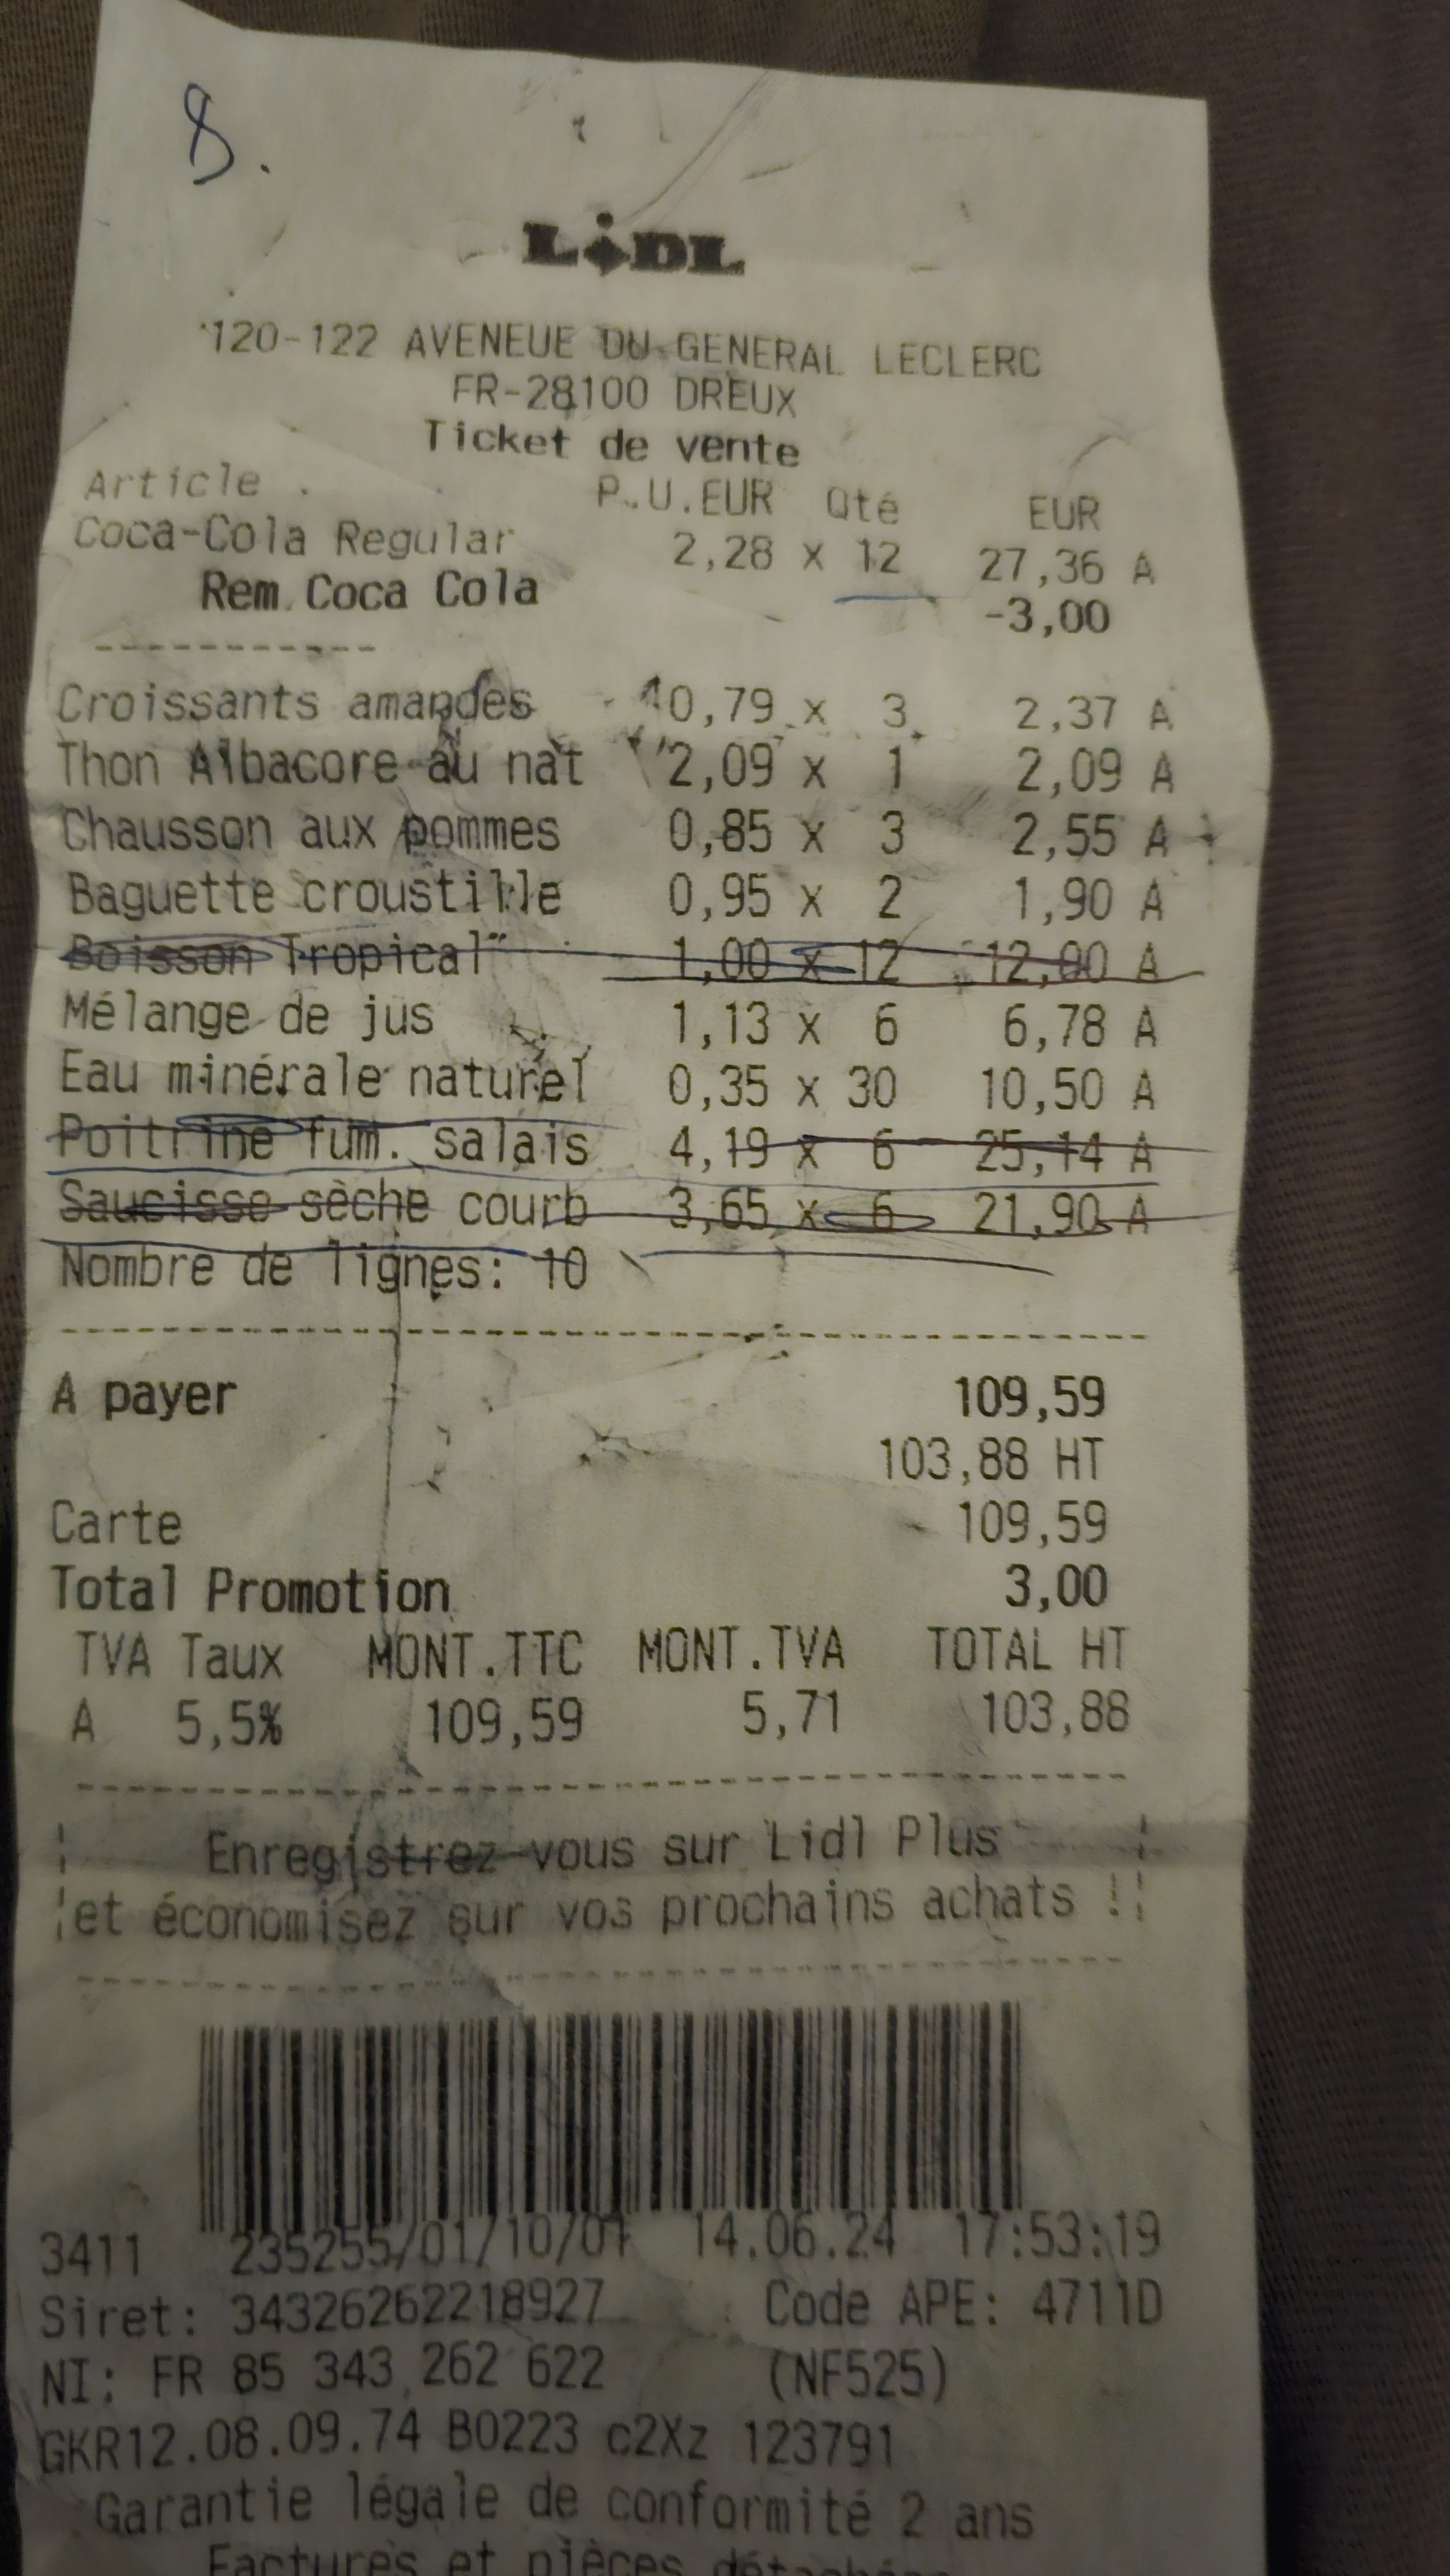 8.
LIDL
120-122 AVENEUE DU GENERAL LECLERC
FR-28100 DREUX
Ticket de vente
Article P.U.EUR Qté EUR
Coca-Cola Regular 2,28 x 12 27,36 A
Rem Coca Cola -3,00
-----------
Croissants amandes 0,79 x 3 2,37 A
Thon Albacore au nat 2,09 x 1 2,09 A
Chausson aux pommes 0,85 x 3 2,55 A
Baguette croustille 0,95 x 2 1,90 A
Boisson Tropical" 1,00 x 12 12,00 A
Mélange de jus 1,13 x 6 6,78 A
Eau minérale naturel 0,35 x 30 10,50 A
Poitrine fum. salais 4,19 x 6 25,14 A
Saucisse sèche courb 3,65 x 6 21,90 A
Nombre de lignes: 10
A payer 109,59
103,88 HT
Carte 109,59
Total Promotion 3,00
TVA Taux MONT.TTC MONT.TVA TOTAL HT
A 5,5% 109,59 5,71 103,88
Enregistrez-vous sur Lidl Plus
et économisez sur vos prochains achats !
3411 235255/01/10/01 14.06.24 17:53:19
Siret: 34326262218927 Code APE: 4711D
NI: FR 85 343 262 622 (NF525)
GKR12.08.09.74 B0223 c2Xz 123791
Garantie légale de conformité 2 ans
Factures et pièces détachées